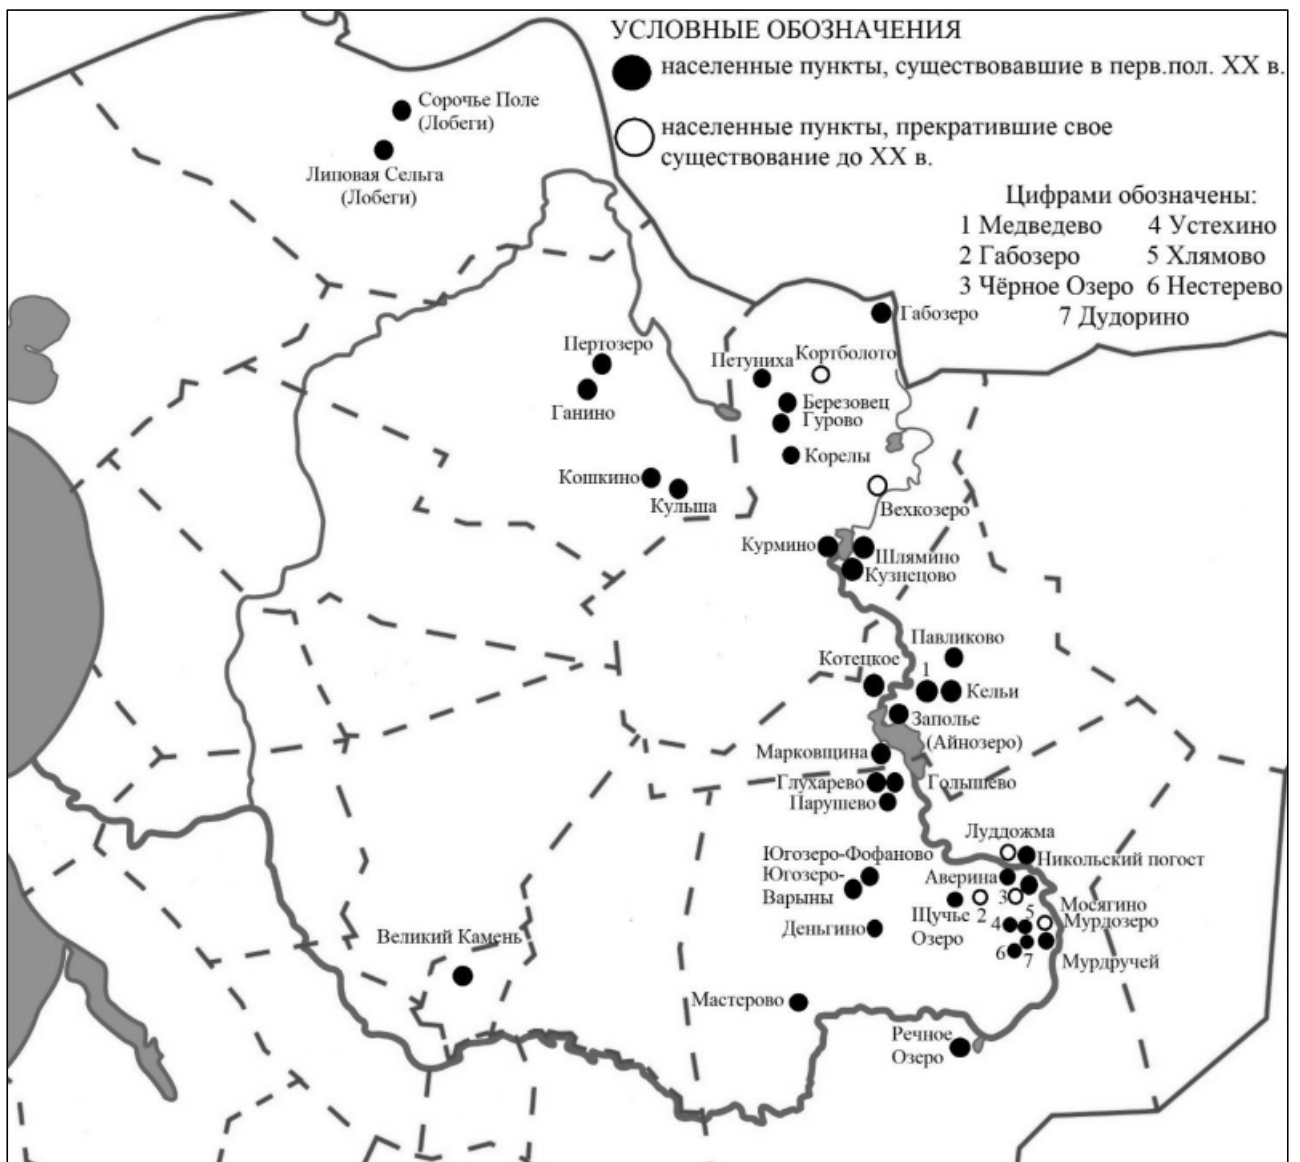 УСЛОВНЫЕ ОБОЗНАЧЕНИЯ
населенные пункты, существовавшие в перв.пол. XX в.
населенные пункты, прекратившие свое
существование до XX в.
Цифрами обозначены:
1 Медведево 4 Устехино
2 Габозеро 5 Хлямово
3 Чёрное Озеро 6 Нестерево
7 Дудорино
Сорочье Поле
(Лобеги)
Липовая Сельга
(Лобеги)
Габозеро
Пертозеро
Петуниха
Кортболото
Ганино
Березовец
Гурово
Корелы
Кошкино
Кульша
Вехкозеро
Курмино
Шлямино
Кузнецово
Павликово
Котецкое
1
Кельи
Заполье
(Айнозеро)
Марковщина
Глухарево
Голышево
Парушево
Луддожма
Никольский погост
Югозеро-Фофаново
Югозеро-
Варыны
Аверина
3
Мосягино
2
5
Щучье
Озеро
4
Мурдозеро
Деньгино
6
7
Мурдручей
Великий Камень
Мастерово
Речное
Озеро